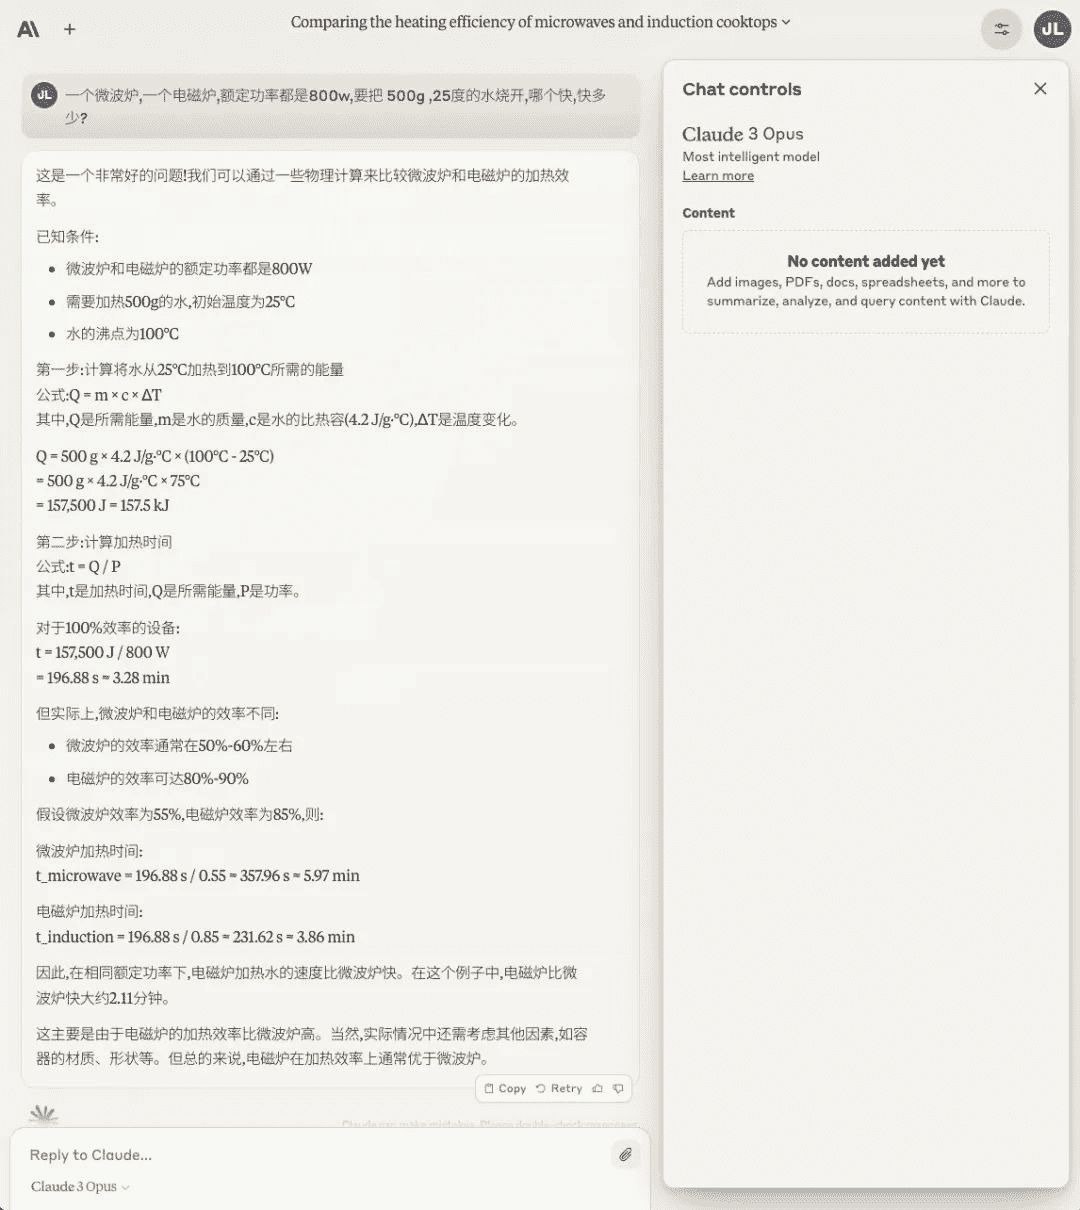 Comparing the heating efficiency of microwaves and induction cooktops
JL
Chat controls
Claude 3 Opus
Most intelligent model
Learn more
Content
No content added yet
Add images, PDFs, docs, spreadsheets, and more to
summarize, analyze, and query content with Claude.
JL
一个微波炉,一个电磁炉,额定功率都是800w,要把 500g ,25度的水烧开,哪个快,快多
少?
这是一个非常好的问题!我们可以通过一些物理计算来比较微波炉和电磁炉的加热效
率。
已知条件:
• 微波炉和电磁炉的额定功率都是800W
• 需要加热500g的水,初始温度为25°C
• 水的沸点为100°C
第一步:计算将水从25°C加热到100°C所需的能量
公式:Q = m × c × ΔT
其中,Q是所需能量,m是水的质量,c是水的比热容(4.2 J/g·°C),ΔT是温度变化。
Q = 500 g × 4.2 J/g·°C × (100°C - 25°C)
= 500 g × 4.2 J/g·°C × 75°C
= 157,500 J = 157.5 kJ
第二步:计算加热时间
公式:t = Q / P
其中,t是加热时间,Q是所需能量,P是功率。
对于100%效率的设备:
t = 157,500 J / 800 W
= 196.88 s ≈ 3.28 min
但实际上,微波炉和电磁炉的效率不同:
• 微波炉的效率通常在50%-60%左右
• 电磁炉的效率可达80%-90%
假设微波炉效率为55%,电磁炉效率为85%,则:
微波炉加热时间:
t_microwave = 196.88 s / 0.55 ≈ 357.96 s ≈ 5.97 min
电磁炉加热时间:
t_induction = 196.88 s / 0.85 ≈ 231.62 s ≈ 3.86 min
因此,在相同额定功率下,电磁炉加热水的速度比微波炉快。在这个例子中,电磁炉比微
波炉快大约2.11分钟。
这主要是由于电磁炉的加热效率比微波炉高。当然,实际情况中还需考虑其他因素,如容
器的材质、形状等。但总的来说,电磁炉在加热效率上通常优于微波炉。
Copy Retry
Claude can make mistakes. Please double-check responses.
Reply to Claude...
Claude 3 Opus